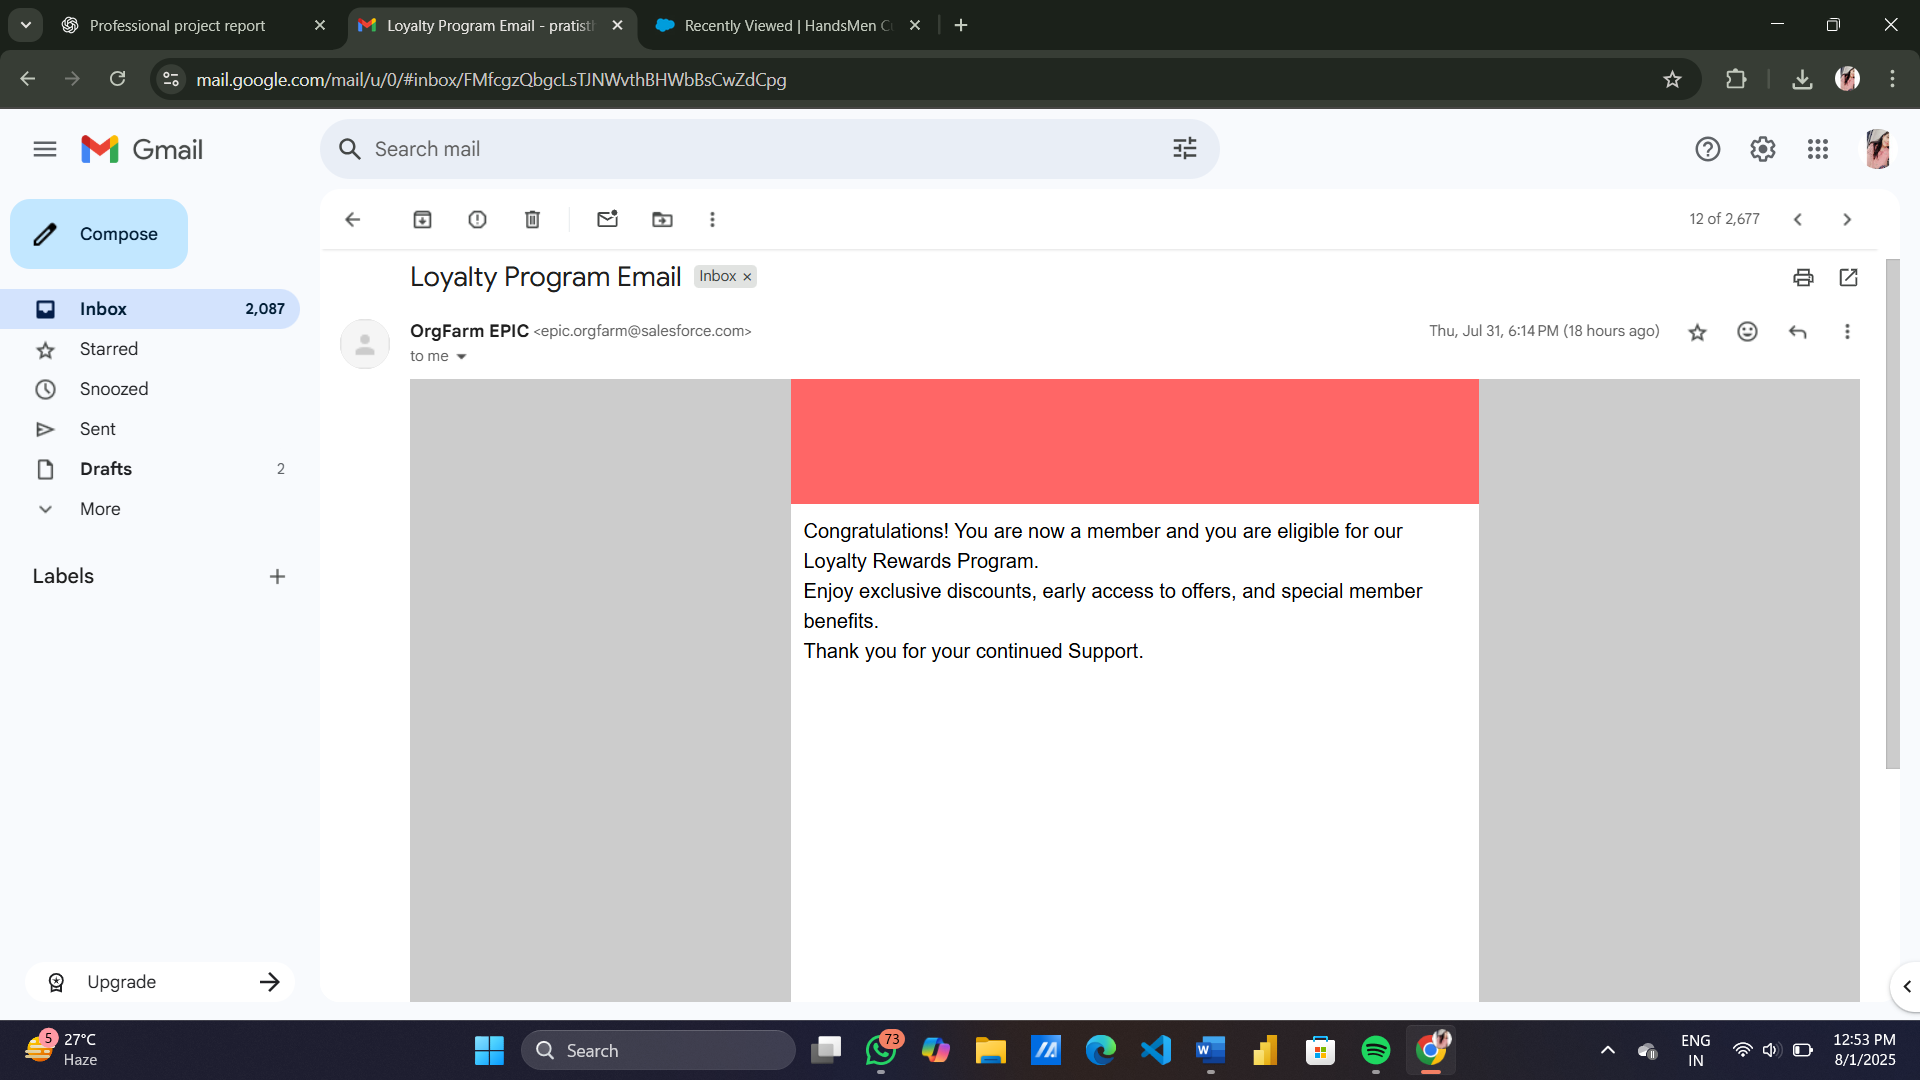 Professional project report
Loyalty Program Email - pratisth
Recently Viewed | HandsMen C
mail.google.com/mail/u/0/#inbox/FMfcgzQbgcLsTJNWvthBHWbBsCwZdCpg
Gmail
Search mail
Compose
12 of 2,677
Loyalty Program Email
Inbox
Inbox 2,087
Starred
Snoozed
Sent
Drafts 2
More
Labels
Upgrade
OrgFarm EPIC <epic.orgfarm@salesforce.com>
Thu, Jul 31, 6:14 PM (18 hours ago)
to me
Congratulations! You are now a member and you are eligible for our
Loyalty Rewards Program.
Enjoy exclusive discounts, early access to offers, and special member
benefits.
Thank you for your continued Support.
5
27°C
Haze
Search
73
W
ENG
IN
12:53 PM
8/1/2025